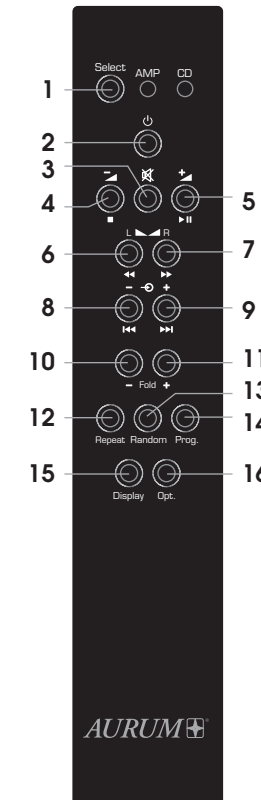 Select AMP CD
1
2
3
- +
4 5
L R
6 7
- +
8 9
10 11
- Fold +
13
12 14
Repeat Random Prog.
15 16
Display Opt.
AURUM